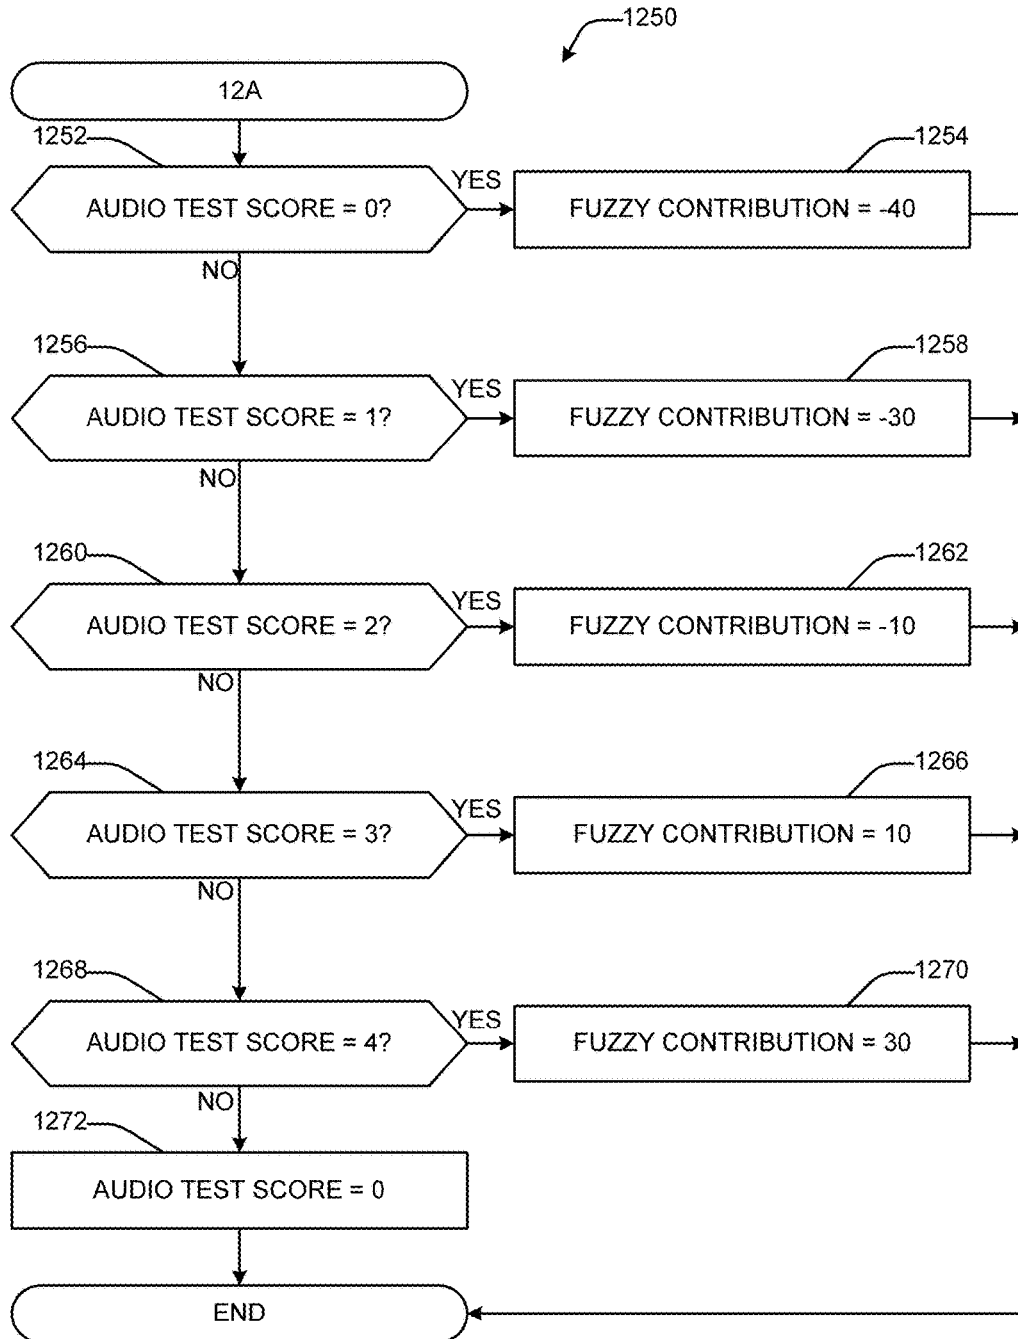 1250
12A
1252
1254
AUDIO TEST SCORE = 0?
YES
FUZZY CONTRIBUTION = -40
NO
1256
1258
AUDIO TEST SCORE = 1?
YES
FUZZY CONTRIBUTION = -30
NO
1260
1262
AUDIO TEST SCORE = 2?
YES
FUZZY CONTRIBUTION = -10
NO
1264
1266
AUDIO TEST SCORE = 3?
YES
FUZZY CONTRIBUTION = 10
NO
1268
1270
AUDIO TEST SCORE = 4?
YES
FUZZY CONTRIBUTION = 30
NO
1272
AUDIO TEST SCORE = 0
END